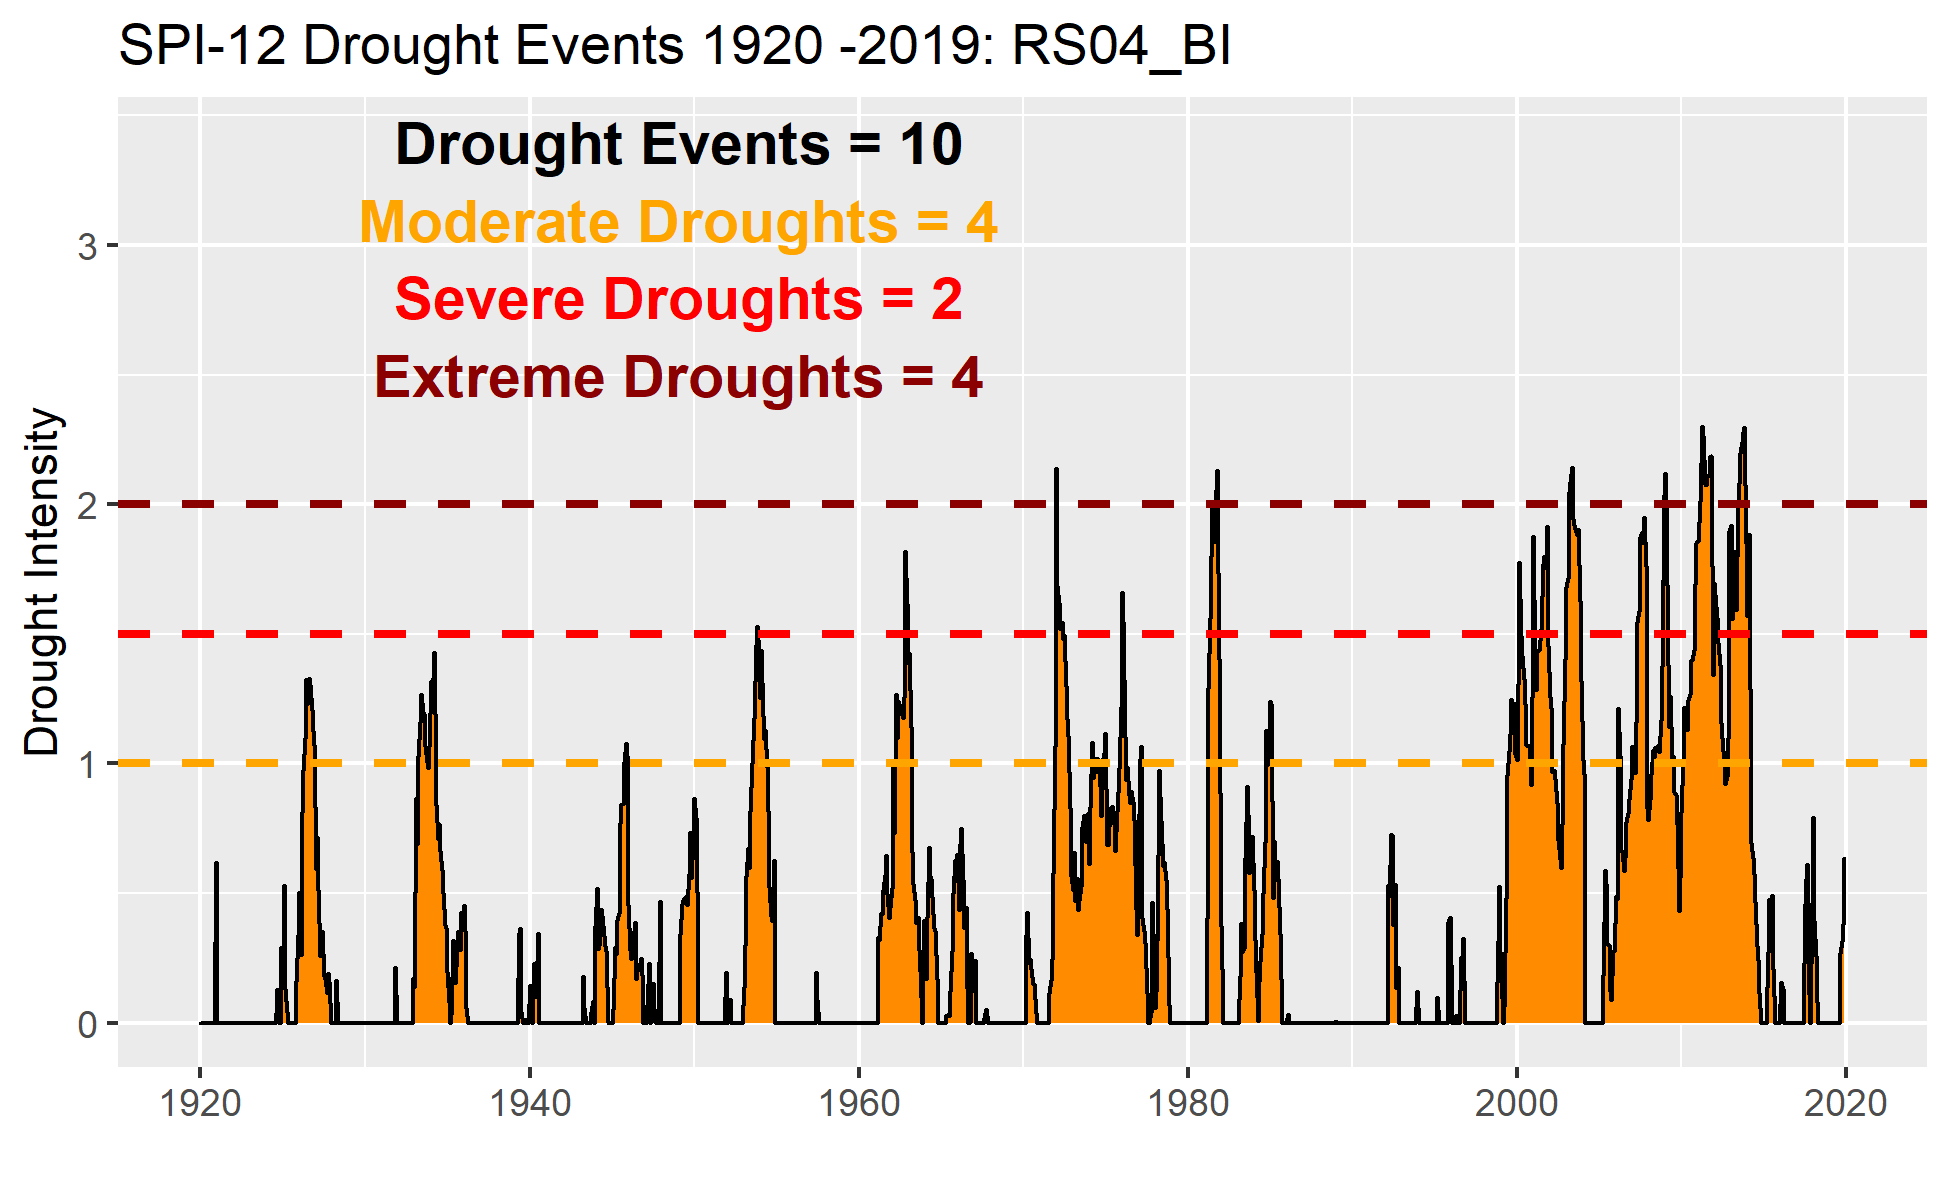 SPI-12 Drought Events 1920 -2019: RS04_BI
Drought Events = 10
Moderate Droughts = 4
Severe Droughts = 2
Extreme Droughts = 4
Drought Intensity
3
2
1
0
1920 1940 1960 1980 2000 2020